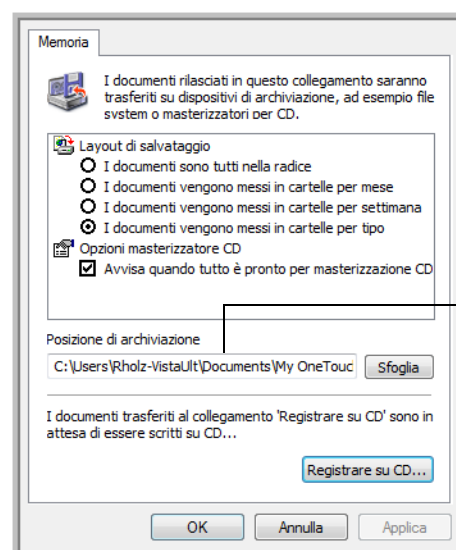 Memoria
I documenti rilasciati in questo collegamento saranno
trasferiti su dispositivi di archiviazione, ad esempio file
system o masterizzatori per CD.
Layout di salvataggio
I documenti sono tutti nella radice
I documenti vengono messi in cartelle per mese
I documenti vengono messi in cartelle per settimana
I documenti vengono messi in cartelle per tipo
Opzioni masterizzatore CD
Avvisa quando tutto è pronto per masterizzazione CD
Posizione di archiviazione
C:\Users\Rholz-VistaUlt\Documents\My OneTouc
Sfoglia
I documenti trasferiti al collegamento 'Registrare su CD' sono in
attesa di essere scritti su CD...
Registrare su CD...
OK
Annulla
Applica